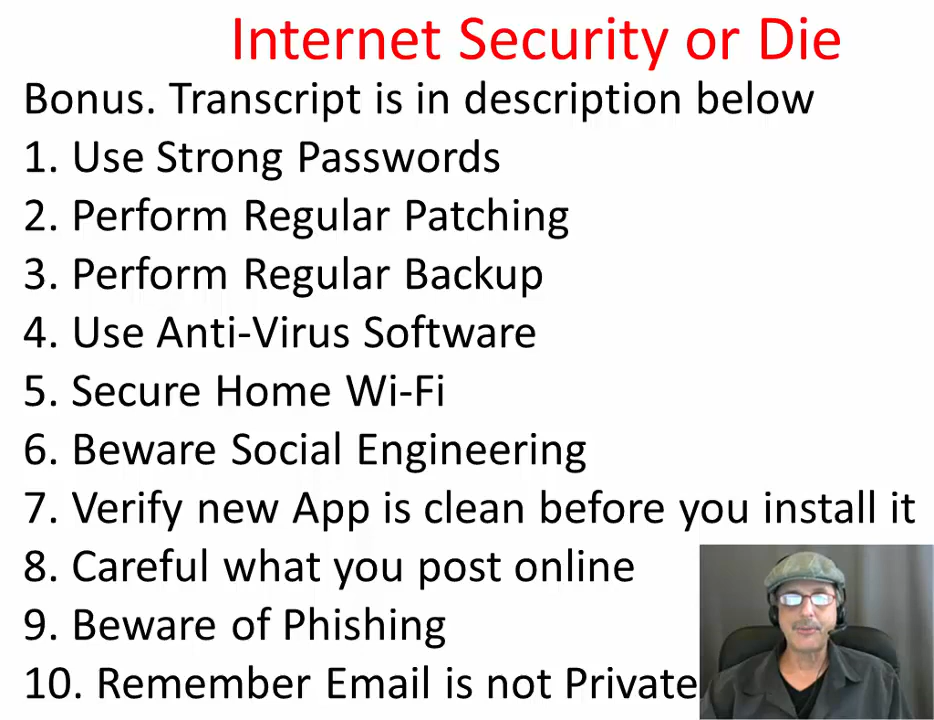 Internet Security or Die
Bonus. Transcript is in description below
1. Use Strong Passwords
2. Perform Regular Patching
3. Perform Regular Backup
4. Use Anti-Virus Software
5. Secure Home Wi-Fi
6. Beware Social Engineering
7. Verify new App is clean before you install it
8. Careful what you post online
9. Beware of Phishing
10. Remember Email is not Private